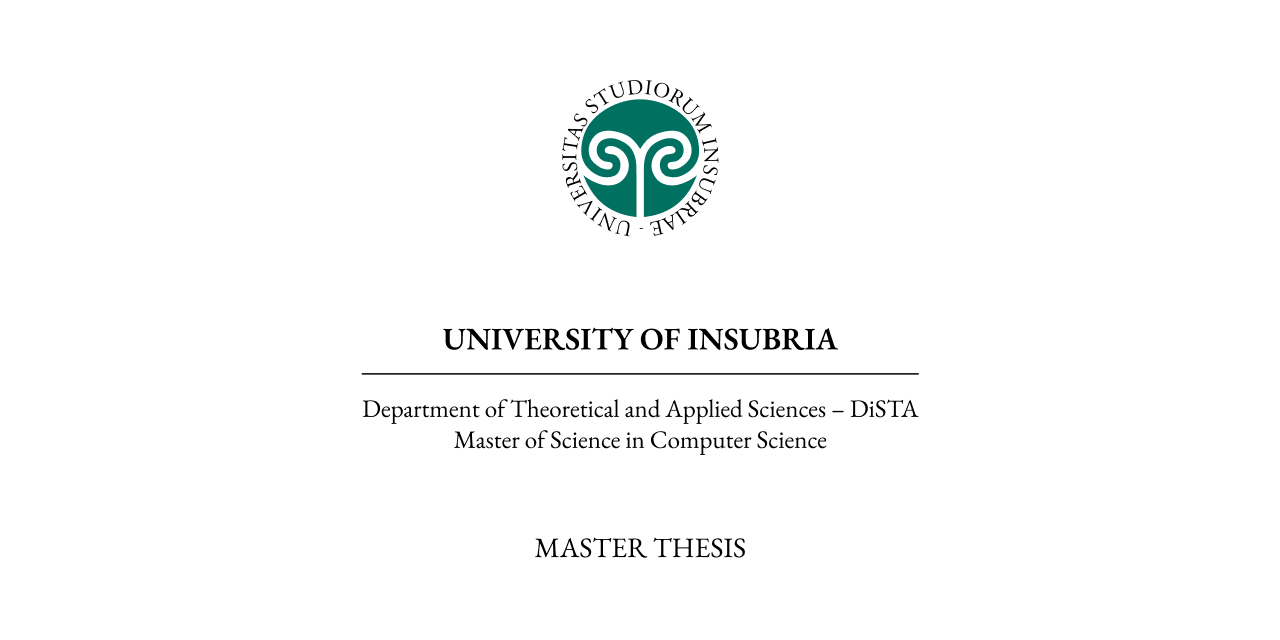 UNIVERSITAS STUDIORUM INSUBRIAE -
UNIVERSITY OF INSUBRIA
Department of Theoretical and Applied Sciences – DiSTA
Master of Science in Computer Science
MASTER THESIS